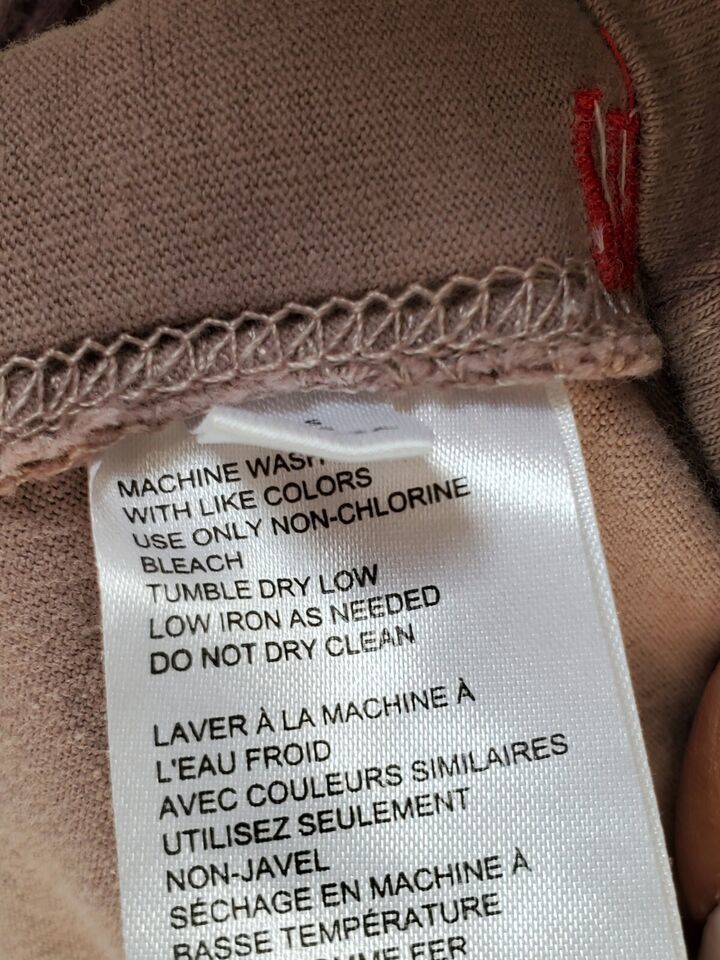 MACHINE WASH
WITH LIKE COLORS
USE ONLY NON-CHLORINE
BLEACH
TUMBLE DRY LOW
LOW IRON AS NEEDED
DO NOT DRY CLEAN
LAVER À LA MACHINE À
L'EAU FROID
AVEC COULEURS SIMILAIRES
UTILISEZ SEULEMENT
NON-JAVEL
SÉCHAGE EN MACHINE À
BASSE TEMPÉRATURE
FER